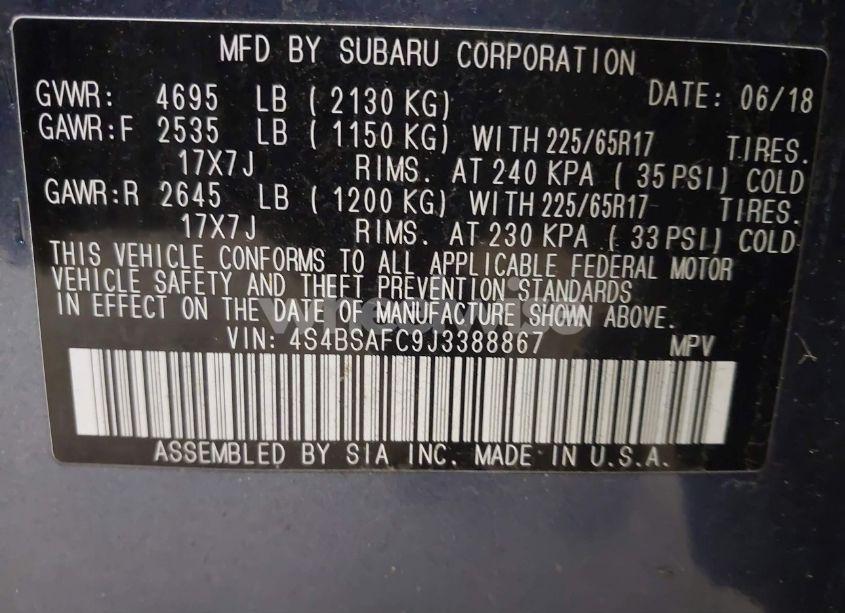 MFD BY SUBARU CORPORATION
GVWR: 4695 LB ( 2130 KG) DATE: 06/18
GAWR:F 2535 LB ( 1150 KG) WITH 225/65R17 TIRES.
17X7J RIMS. AT 240 KPA ( 35 PSI) COLD
GAWR:R 2645 LB ( 1200 KG) WITH 225/65R17 TIRES.
17X7J RIMS. AT 230 KPA ( 33 PSI) COLD
THIS VEHICLE CONFORMS TO ALL APPLICABLE FEDERAL MOTOR
VEHICLE SAFETY AND THEFT PREVENTION STANDARDS
IN EFFECT ON THE DATE OF MANUFACTURE SHOWN ABOVE.
VIN: 4S4BSAFC9J3388867 MPV
ASSEMBLED BY SIA INC. MADE IN U.S.A.